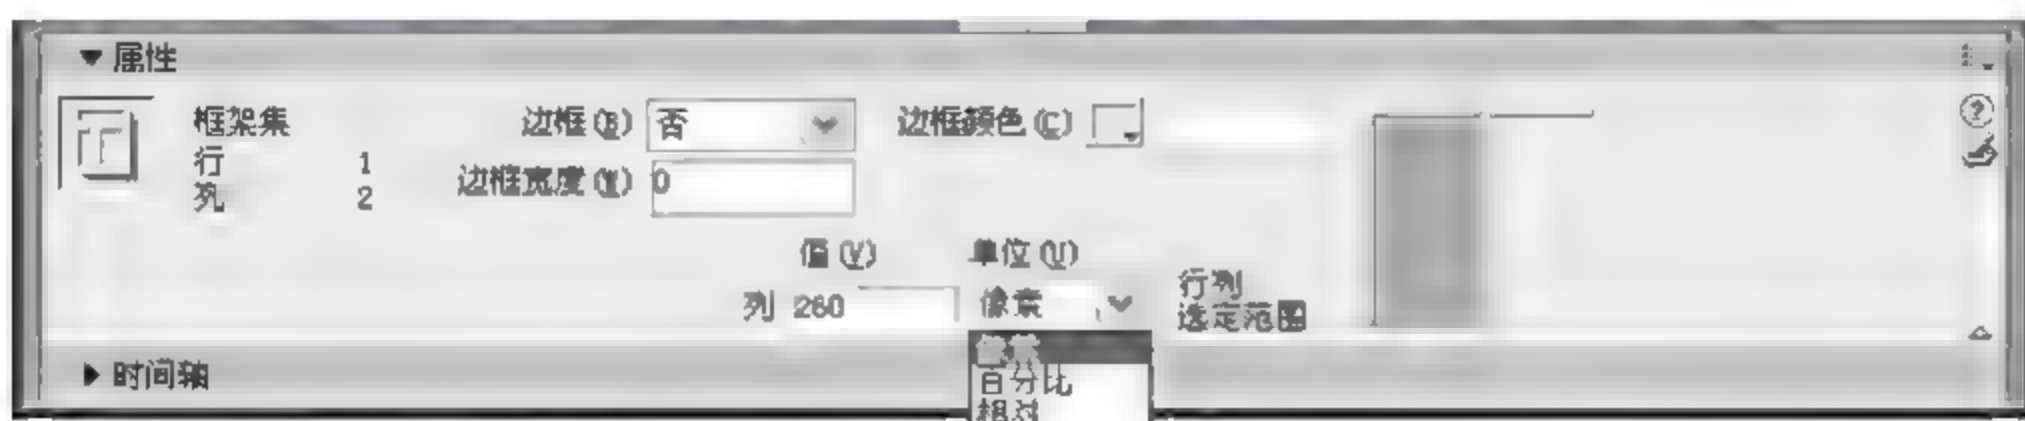 属性
框架集 边框(B) 否 边框颜色(C)
行 1
列 2 边框宽度(W) 0
值(V) 单位(U)
列 260 像素 行列
选定范围
像素
时间轴
百分比
相对